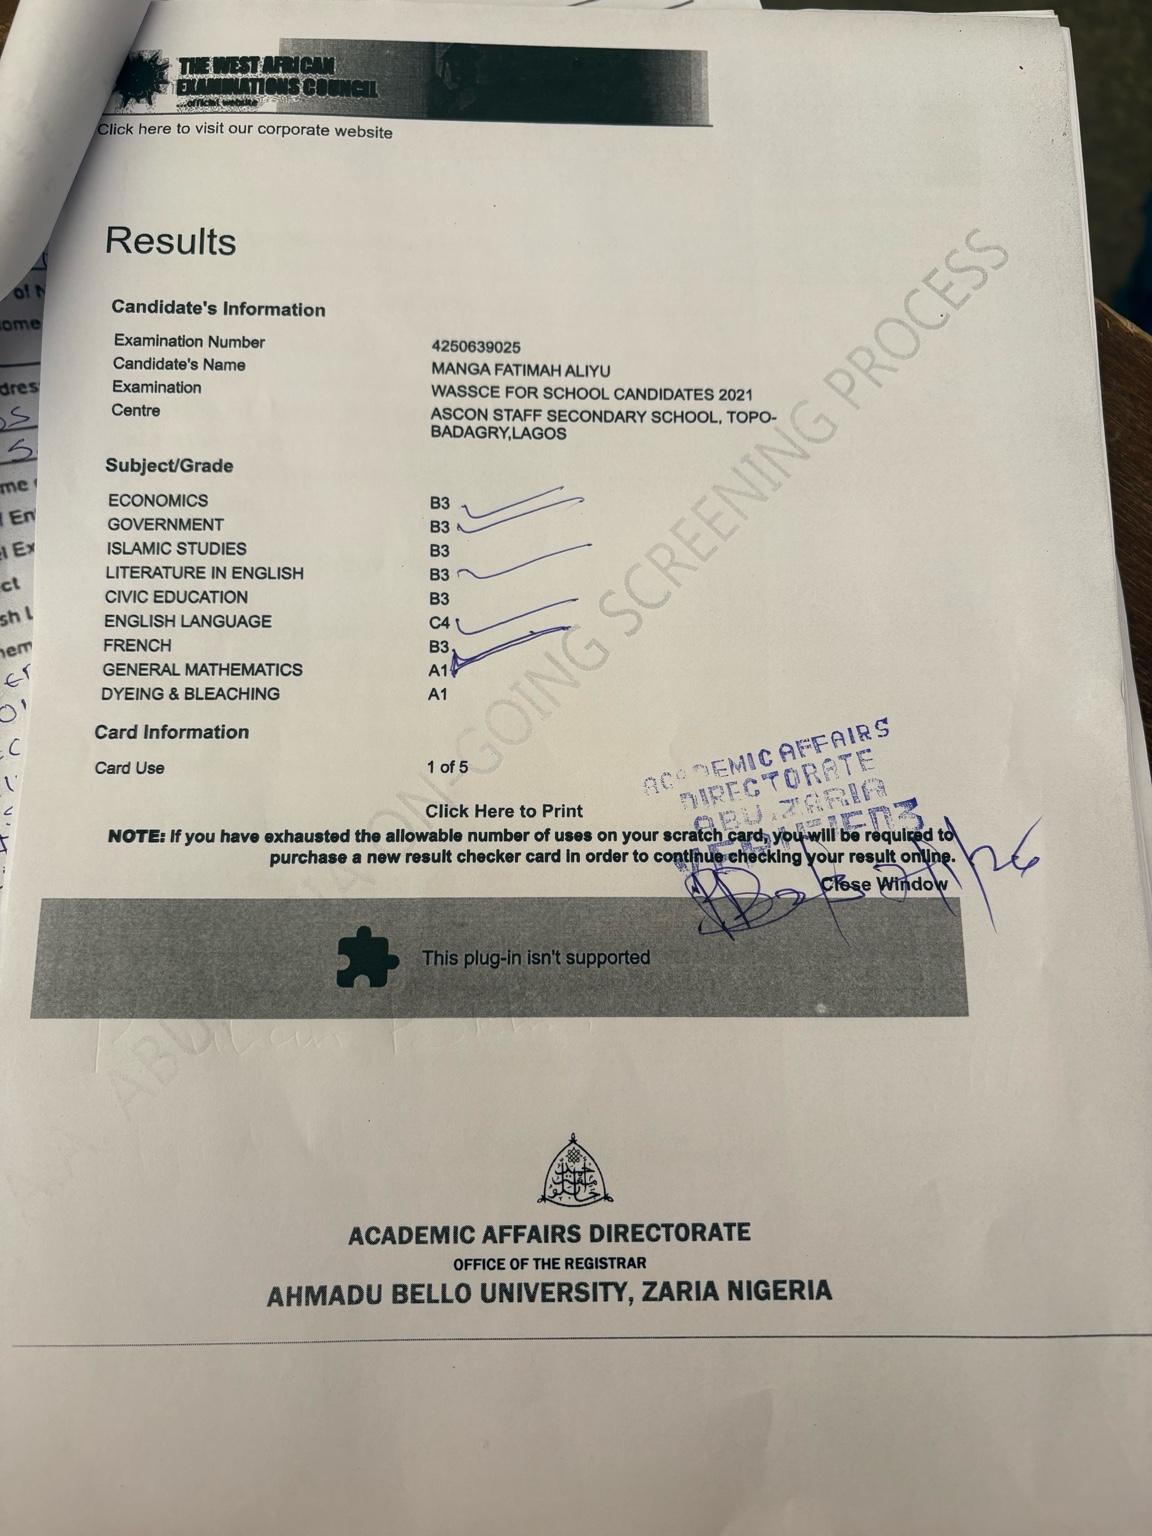 THE WEST AFRICAN
EXAMINATIONS COUNCIL
...official website
Click here to visit our corporate website
Results
Candidate's Information
Examination Number 4250639025
Candidate's Name MANGA FATIMAH ALIYU
Examination WASSCE FOR SCHOOL CANDIDATES 2021
Centre ASCON STAFF SECONDARY SCHOOL, TOPO-
BADAGRY,LAGOS
Subject/Grade
ECONOMICS B3
GOVERNMENT B3
ISLAMIC STUDIES B3
LITERATURE IN ENGLISH B3
CIVIC EDUCATION B3
ENGLISH LANGUAGE C4
FRENCH B3
GENERAL MATHEMATICS A1
DYEING & BLEACHING A1
Card Information
Card Use 1 of 5
ACADEMIC AFFAIRS
DIRECTORATE
ABU. ZARIA
Click Here to Print
NOTE: If you have exhausted the allowable number of uses on your scratch card, you will be required to
purchase a new result checker card in order to continue checking your result online.
Close Window
This plug-in isn't supported
ON-GOING SCREENING PROCESS
ACADEMIC AFFAIRS DIRECTORATE
OFFICE OF THE REGISTRAR
AHMADU BELLO UNIVERSITY, ZARIA NIGERIA